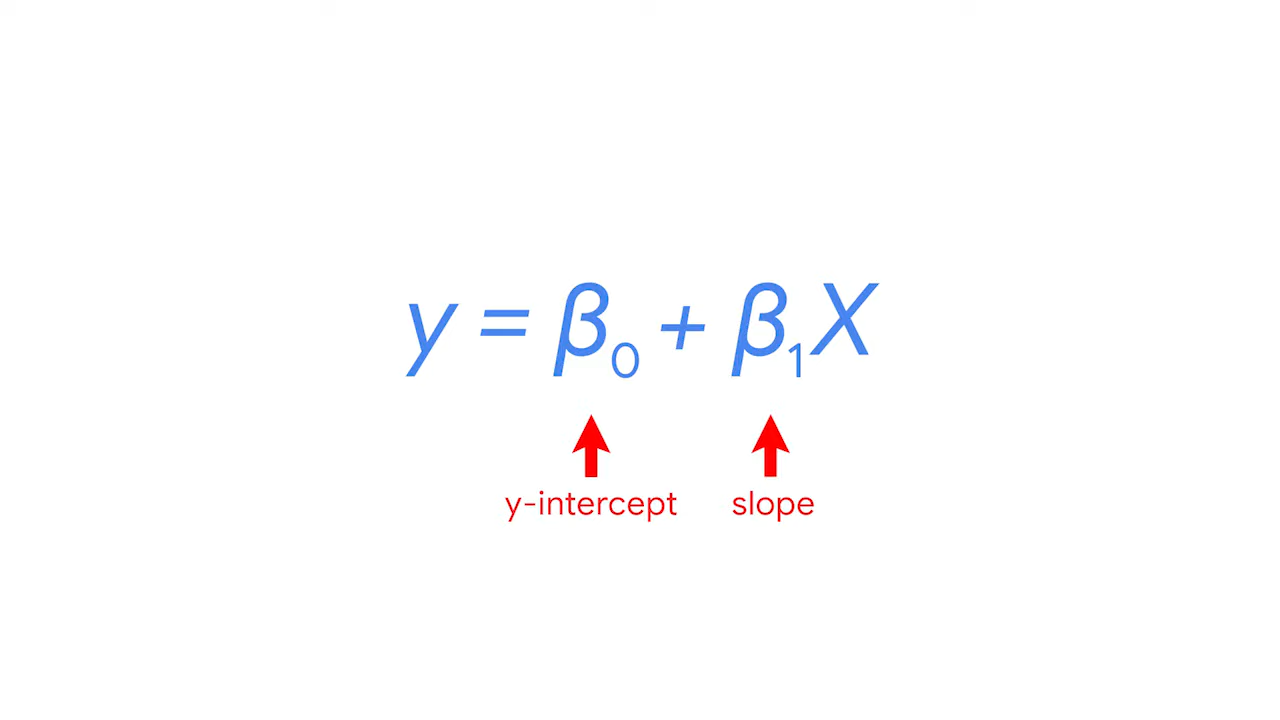 y = β₀ + β₁X
y-intercept
slope